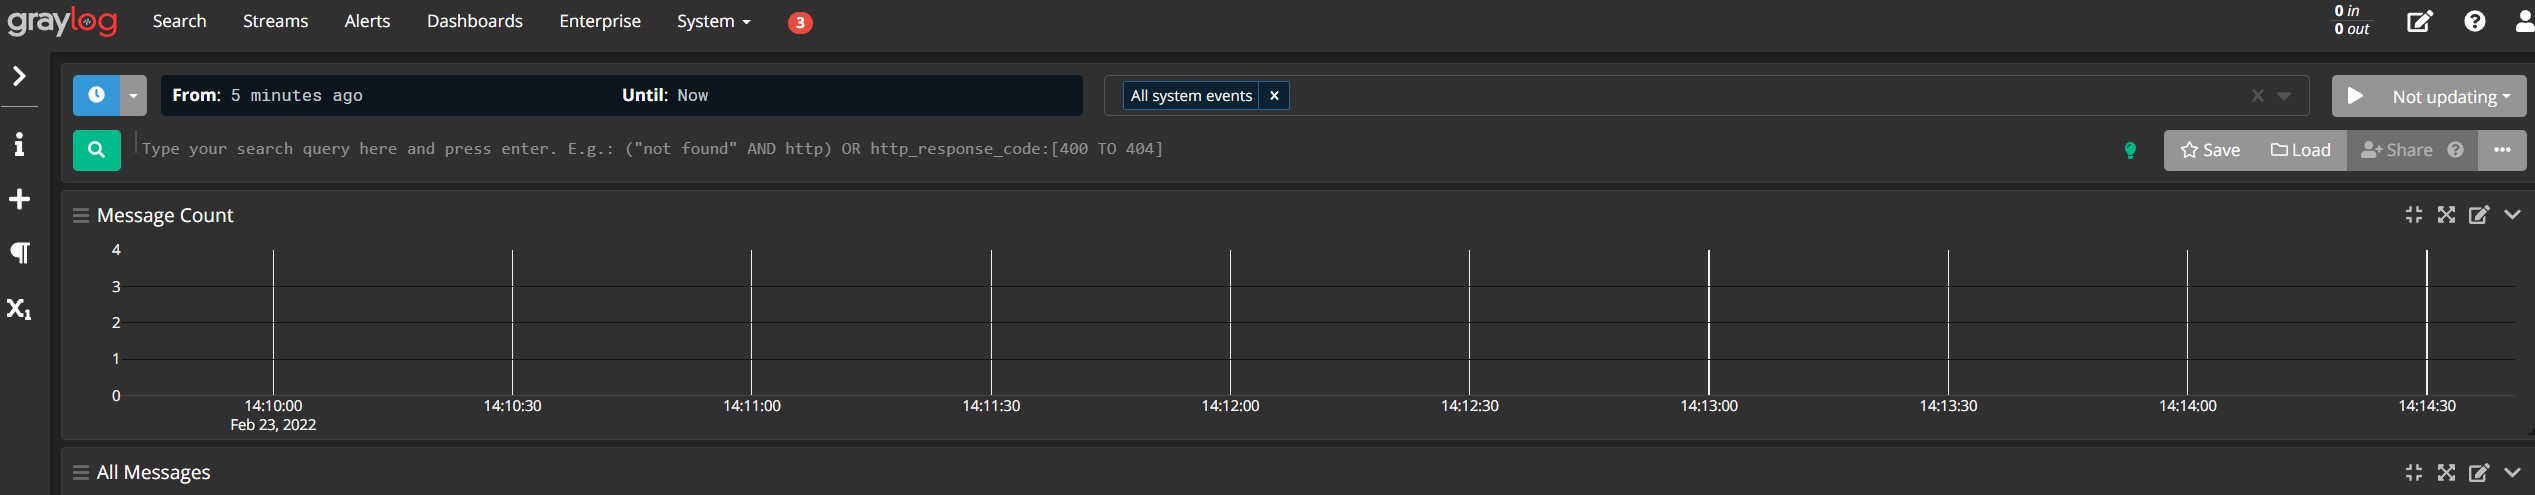 graylog Search Streams Alerts Dashboards Enterprise System 3
0 in
0 out
From: 5 minutes ago Until: Now All system events × Not updating
Type your search query here and press enter. E.g.: ("not found" AND http) OR http_response_code:[400 TO 404] Save Load Share
Message Count
4
3
2
1
0
14:10:00 14:10:30 14:11:00 14:11:30 14:12:00 14:12:30 14:13:00 14:13:30 14:14:00 14:14:30
Feb 23, 2022
All Messages